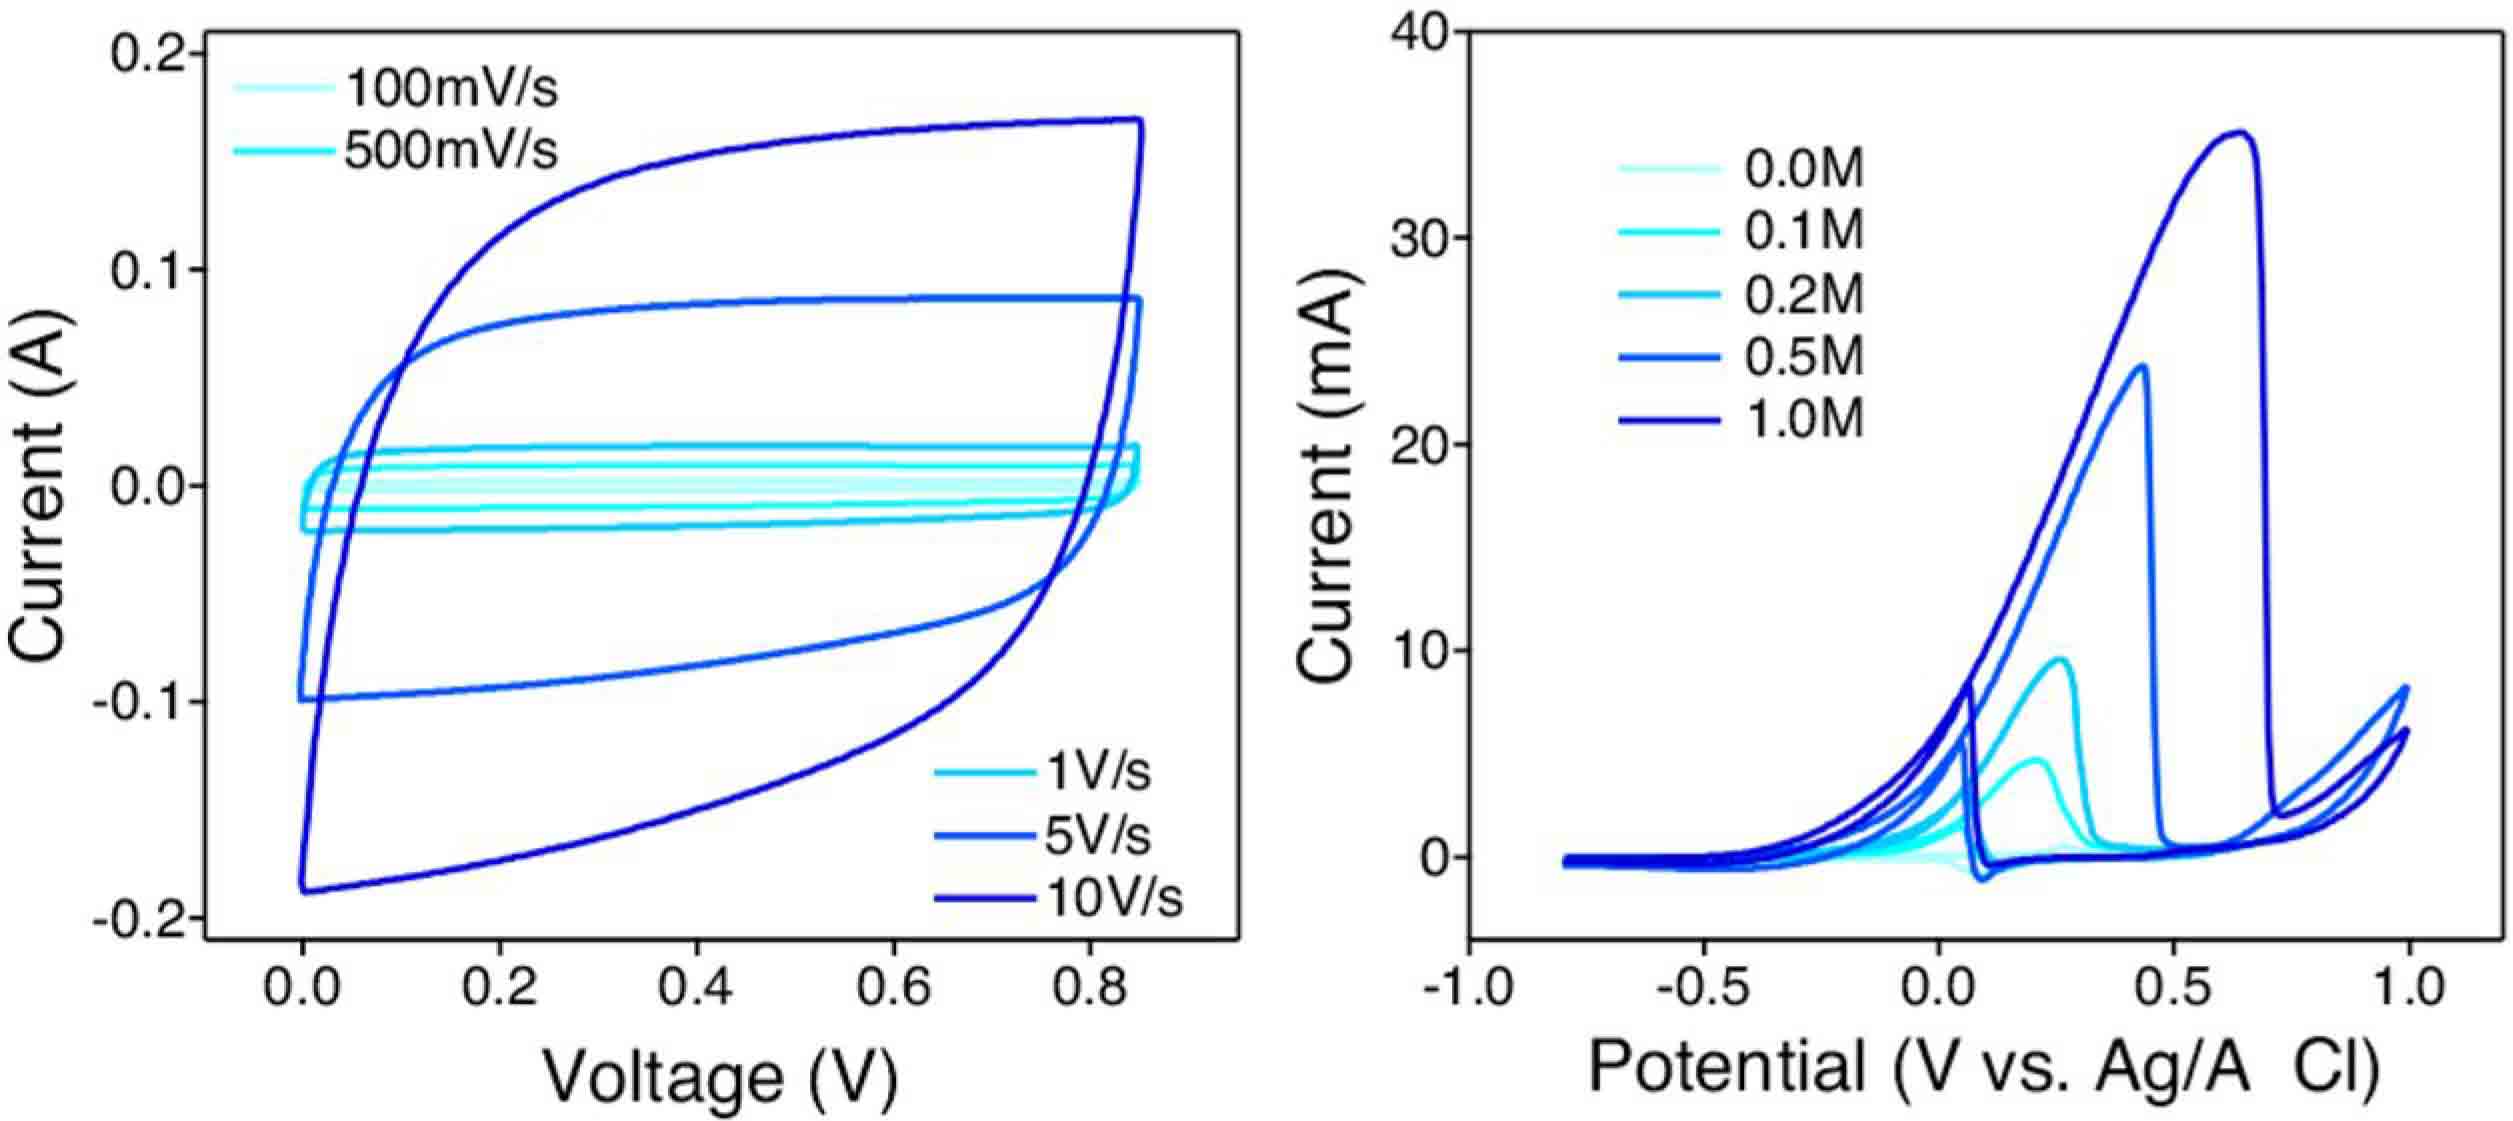 0.2
0.1
0.0
-0.1
-0.2
Current (A)
100mV/s
500mV/s
1V/s
5V/s
10V/s
0.0 0.2 0.4 0.6 0.8
Voltage (V)
40
30
20
10
0
Current (mA)
0.0M
0.1M
0.2M
0.5M
1.0M
-1.0 -0.5 0.0 0.5 1.0
Potential (V vs. Ag/A Cl)